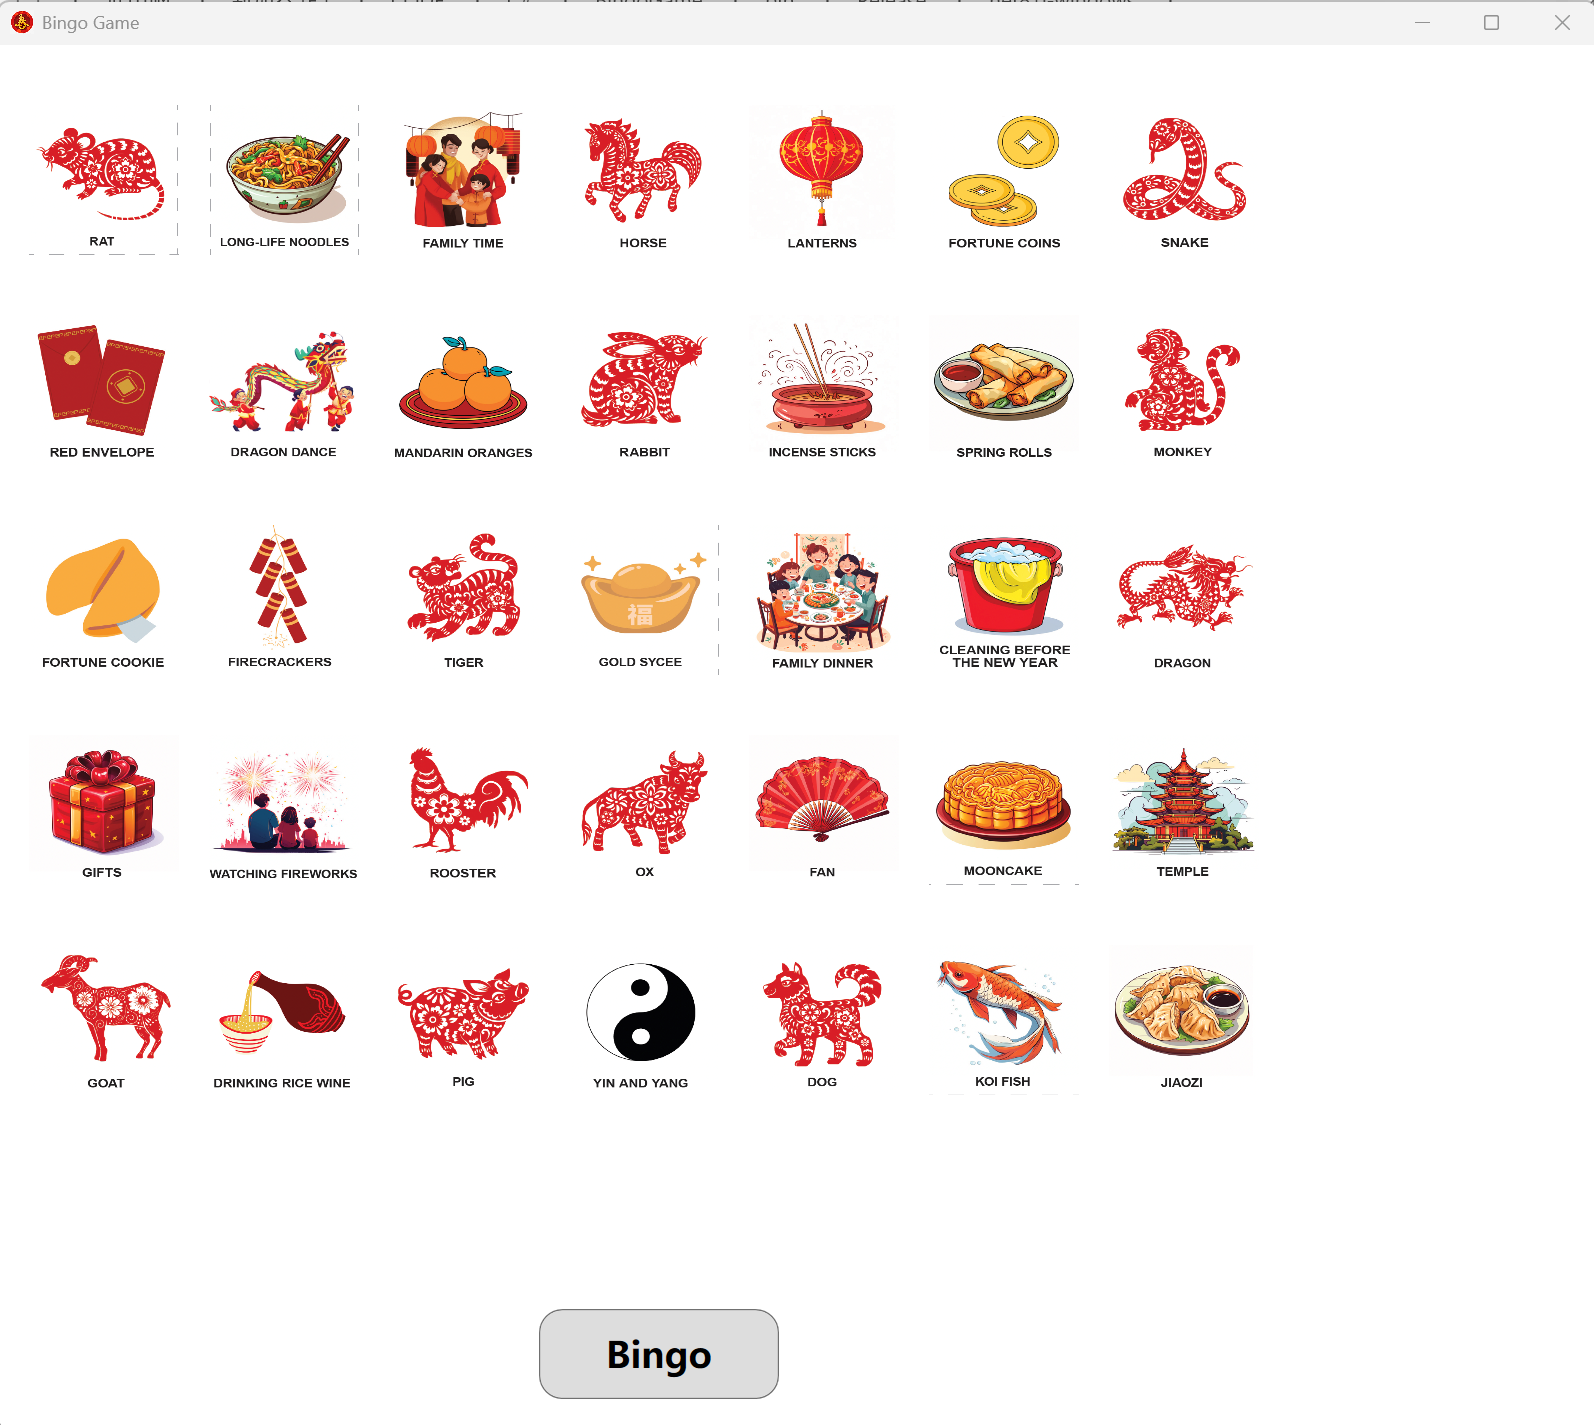 Bingo Game
RAT
LONG-LIFE NOODLES
FAMILY TIME
HORSE
LANTERNS
FORTUNE COINS
SNAKE
RED ENVELOPE
DRAGON DANCE
MANDARIN ORANGES
RABBIT
INCENSE STICKS
SPRING ROLLS
MONKEY
福
FORTUNE COOKIE
FIRECRACKERS
TIGER
GOLD SYCEE
FAMILY DINNER
CLEANING BEFORE
THE NEW YEAR
DRAGON
GIFTS
WATCHING FIREWORKS
ROOSTER
OX
FAN
MOONCAKE
TEMPLE
GOAT
DRINKING RICE WINE
PIG
YIN AND YANG
DOG
KOI FISH
JIAOZI
Bingo